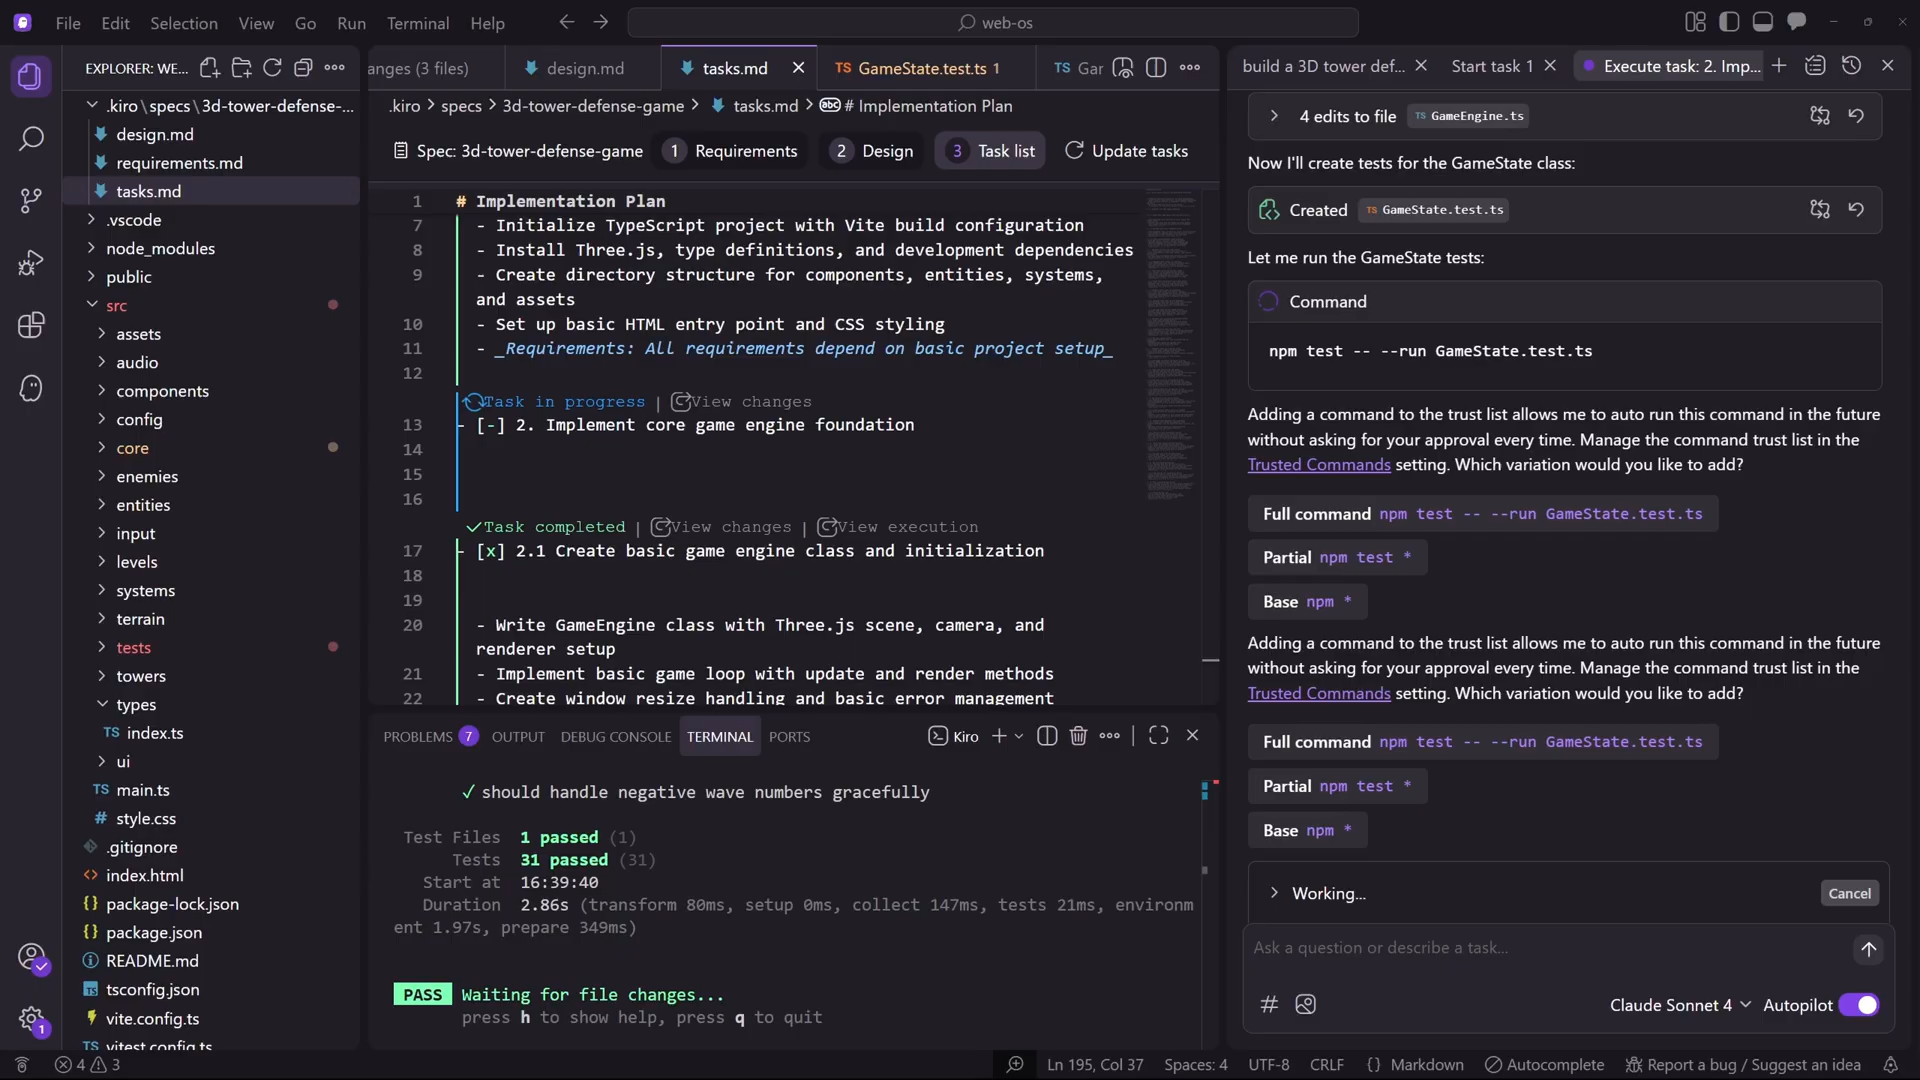 File Edit Selection View Go Run Terminal Help
web-os
EXPLORER: WE...
.kiro\specs\3d-tower-defense-...
design.md
requirements.md
tasks.md
.vscode
node_modules
public
src
assets
audio
components
config
core
enemies
entities
input
levels
systems
terrain
tests
towers
types
TS index.ts
ui
TS main.ts
# style.css
.gitignore
<> index.html
{} package-lock.json
{} package.json
README.md
TS tsconfig.json
vite.config.ts
TS vitest.config.ts
1
anges (3 files) design.md tasks.md TS GameState.test.ts 1 TS Gar
.kiro > specs > 3d-tower-defense-game > tasks.md > abc # Implementation Plan
Spec: 3d-tower-defense-game 1 Requirements 2 Design 3 Task list Update tasks
1 # Implementation Plan
7 - Initialize TypeScript project with Vite build configuration
8 - Install Three.js, type definitions, and development dependencies
9 - Create directory structure for components, entities, systems,
and assets
10 - Set up basic HTML entry point and CSS styling
11 - _Requirements: All requirements depend on basic project setup_
12
Task in progress | View changes
13 - [-] 2. Implement core game engine foundation
14
15
16
Task completed | View changes | View execution
17 - [x] 2.1 Create basic game engine class and initialization
18
19
20 - Write GameEngine class with Three.js scene, camera, and
renderer setup
21 - Implement basic game loop with update and render methods
22 - Create window resize handling and basic error management
PROBLEMS 7 OUTPUT DEBUG CONSOLE TERMINAL PORTS Kiro
✓ should handle negative wave numbers gracefully
Test Files 1 passed (1)
Tests 31 passed (31)
Start at 16:39:40
Duration 2.86s (transform 80ms, setup 0ms, collect 147ms, tests 21ms, environm
ent 1.97s, prepare 349ms)
PASS Waiting for file changes...
press h to show help, press q to quit
build a 3D tower def... Start task 1 Execute task: 2. Imp...
4 edits to file TS GameEngine.ts
Now I'll create tests for the GameState class:
Created TS GameState.test.ts
Let me run the GameState tests:
Command
npm test -- --run GameState.test.ts
Adding a command to the trust list allows me to auto run this command in the future
without asking for your approval every time. Manage the command trust list in the
Trusted Commands setting. Which variation would you like to add?
Full command npm test -- --run GameState.test.ts
Partial npm test *
Base npm *
Adding a command to the trust list allows me to auto run this command in the future
without asking for your approval every time. Manage the command trust list in the
Trusted Commands setting. Which variation would you like to add?
Full command npm test -- --run GameState.test.ts
Partial npm test *
Base npm *
Working... Cancel
Ask a question or describe a task...
# Claude Sonnet 4 Autopilot
4 3 Ln 195, Col 37 Spaces: 4 UTF-8 CRLF {} Markdown Autocomplete Report a bug / Suggest an idea